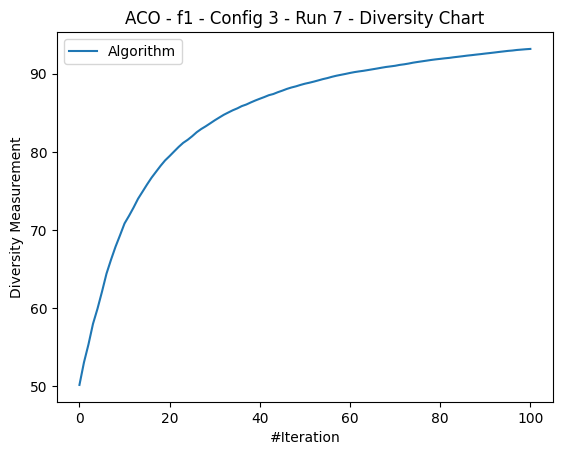 ACO - f1 - Config 3 - Run 7 - Diversity Chart
Algorithm
Diversity Measurement
90
80
70
60
50
0 20 40 60 80 100
#Iteration